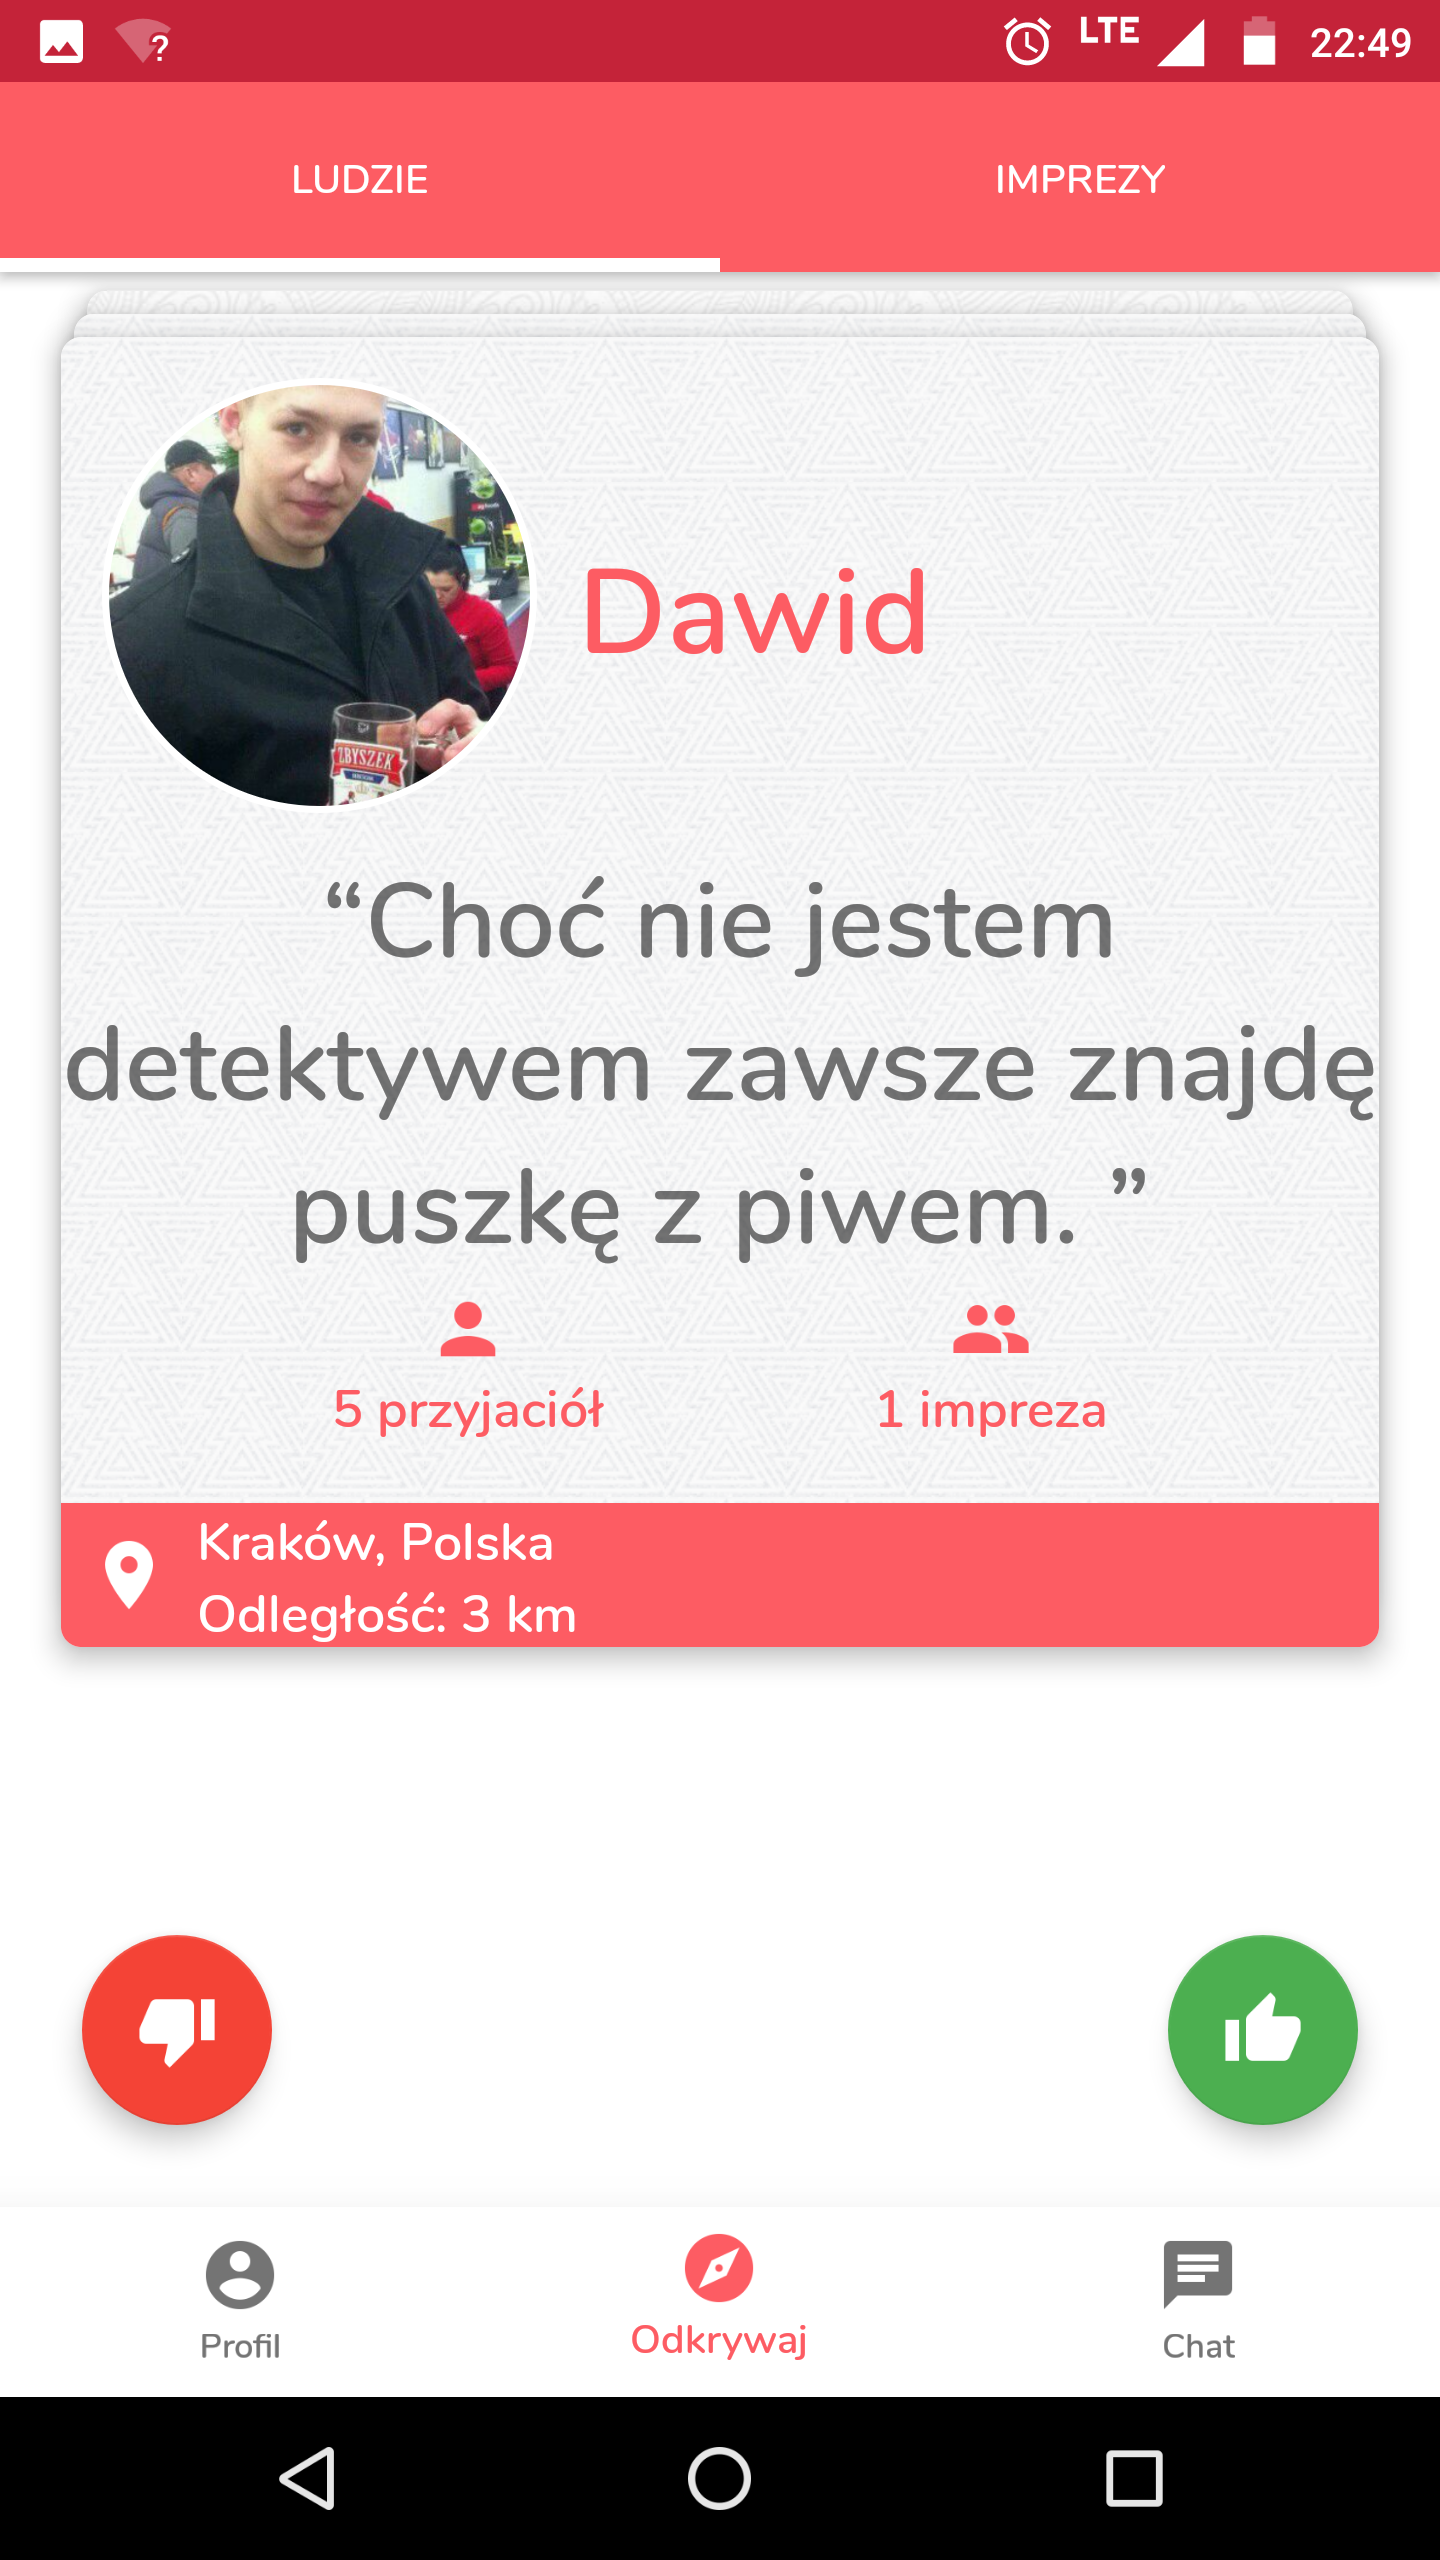 LTE 22:49
LUDZIE IMPREZY
ZBYSZEK
Dawid
“Choć nie jestem
detektywem zawsze znajdę
puszkę z piwem. ”
5 przyjaciół 1 impreza
Kraków, Polska
Odległość: 3 km
Profil Odkrywaj Chat